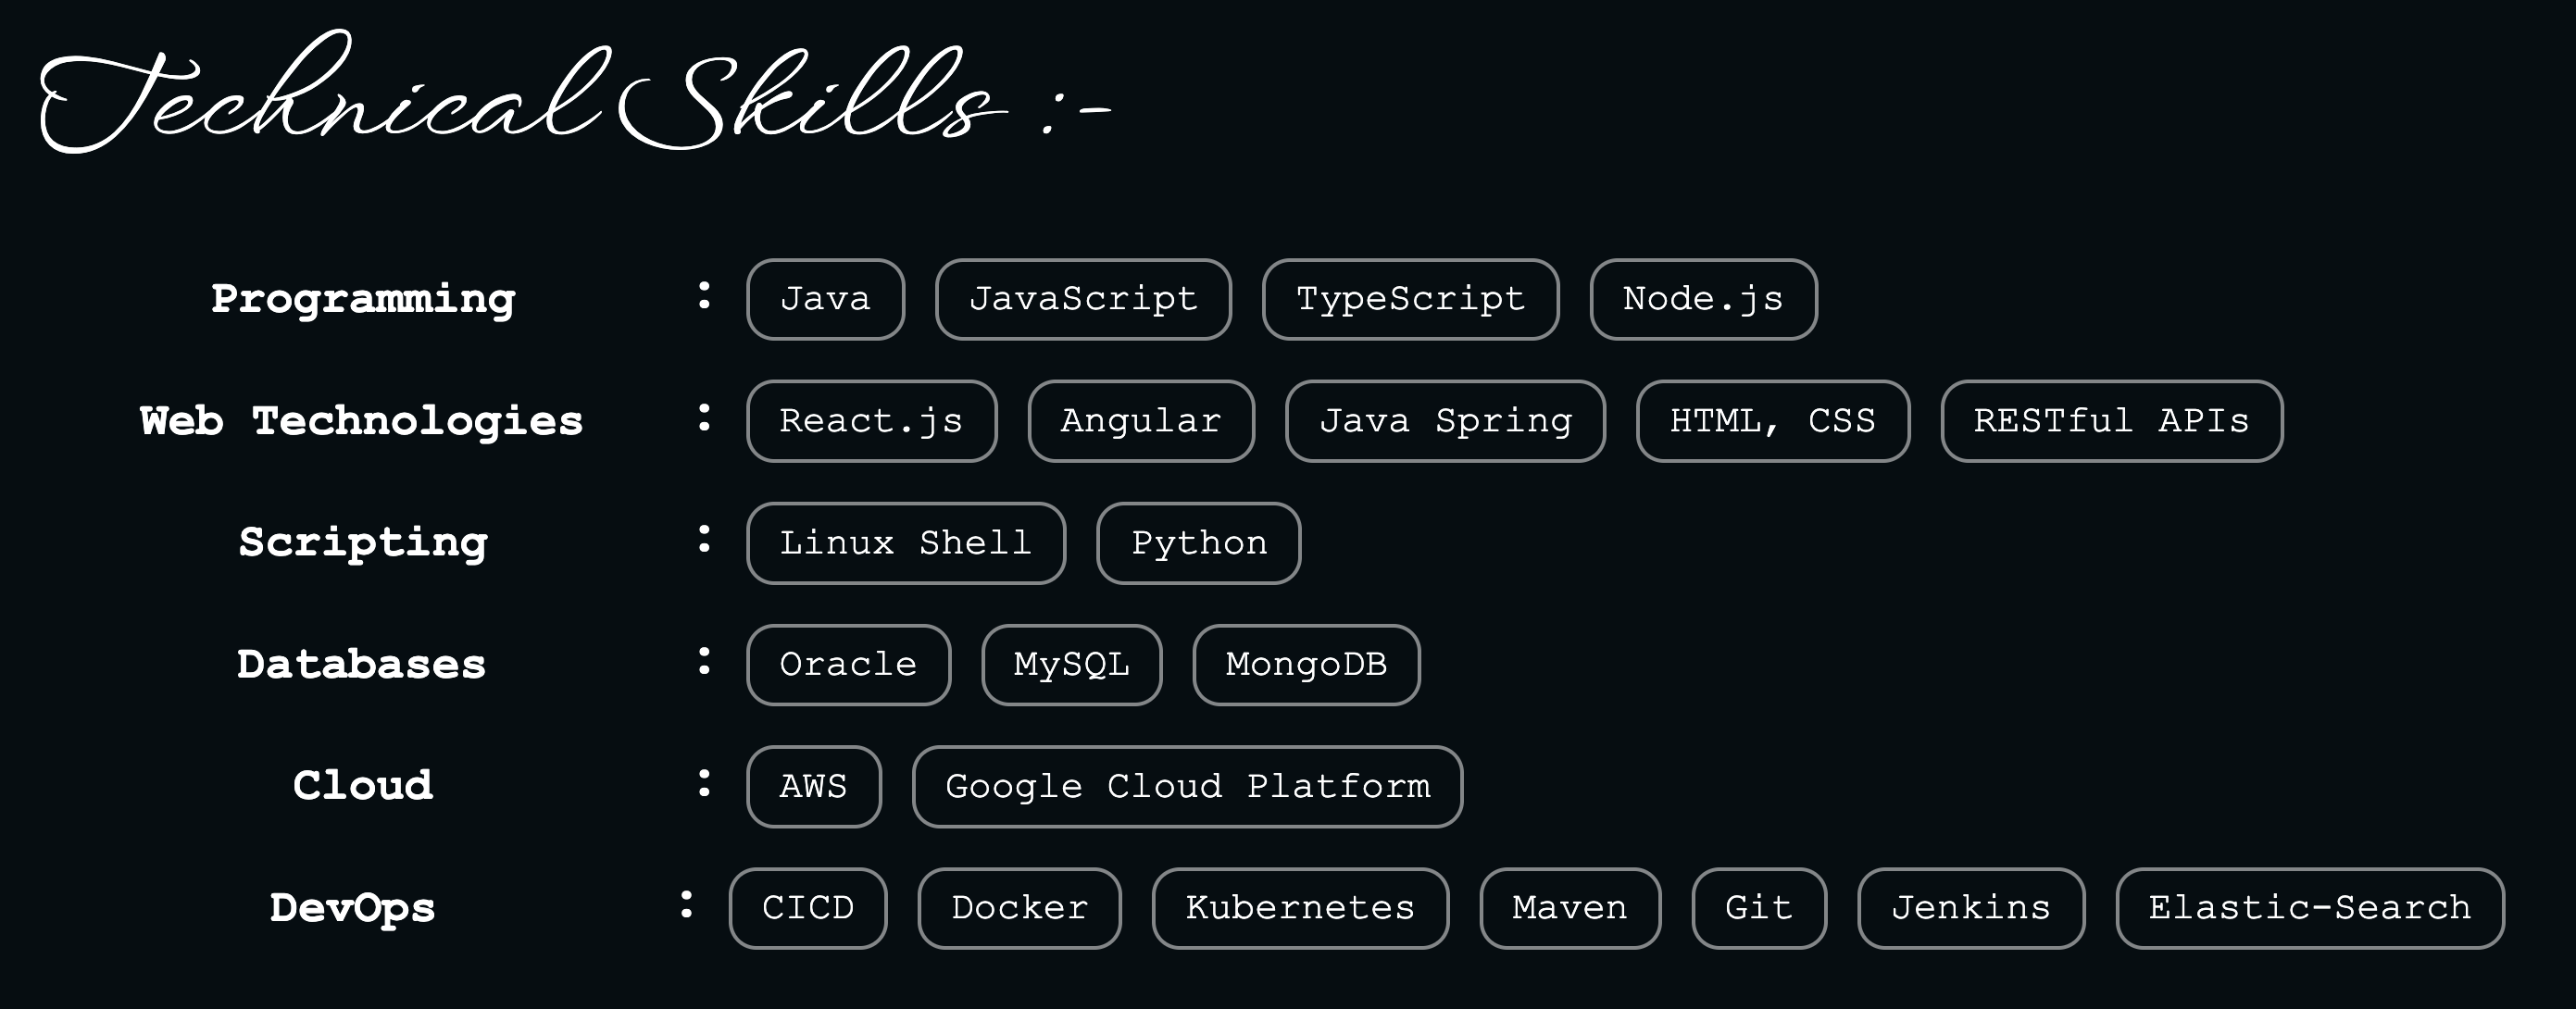 Technical Skills :-
Programming : Java JavaScript TypeScript Node.js
Web Technologies : React.js Angular Java Spring HTML, CSS RESTful APIs
Scripting : Linux Shell Python
Databases : Oracle MySQL MongoDB
Cloud : AWS Google Cloud Platform
DevOps : CICD Docker Kubernetes Maven Git Jenkins Elastic-Search